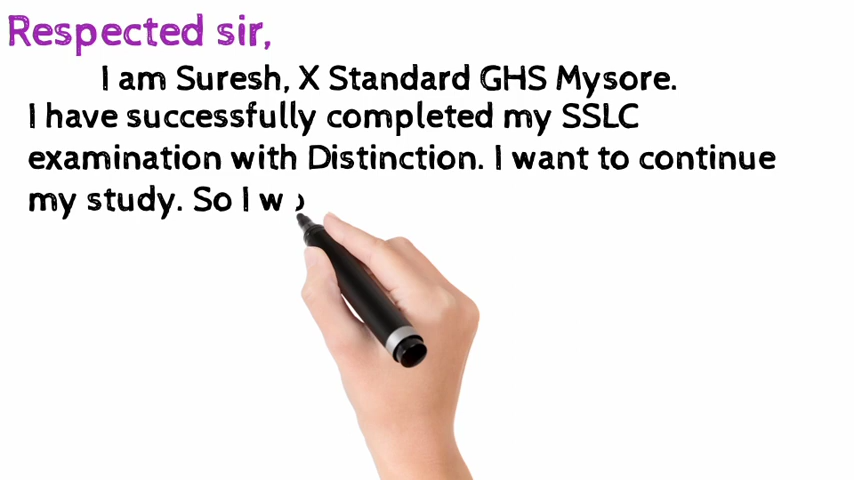 Respected sir,
I am Suresh, X Standard GHS Mysore.
I have successfully completed my SSLC
examination with Distinction. I want to continue
my study. So I w